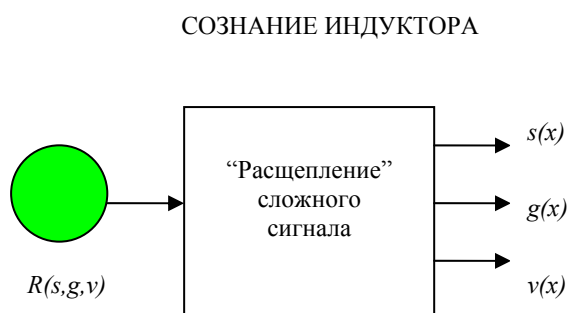 СОЗНАНИЕ ИНДУКТОРА
“Расщепление”
сложного
сигнала
s(x)
g(x)
R(s,g,v)
v(x)